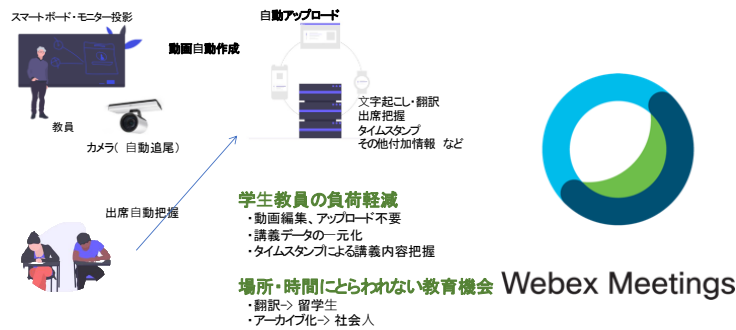 スマートボード・モニター投影
自動アップロード
動画自動作成
教員
カメラ( 自動追尾)
文字起こし・翻訳
出席把握
タイムスタンプ
その他付加情報 など
出席自動把握
学生教員の負荷軽減
・動画編集、アップロード不要
・講義データの一元化
・タイムスタンプによる講義内容把握
場所・時間にとらわれない教育機会
・翻訳-> 留学生
・アーカイブ化-> 社会人
Webex Meetings